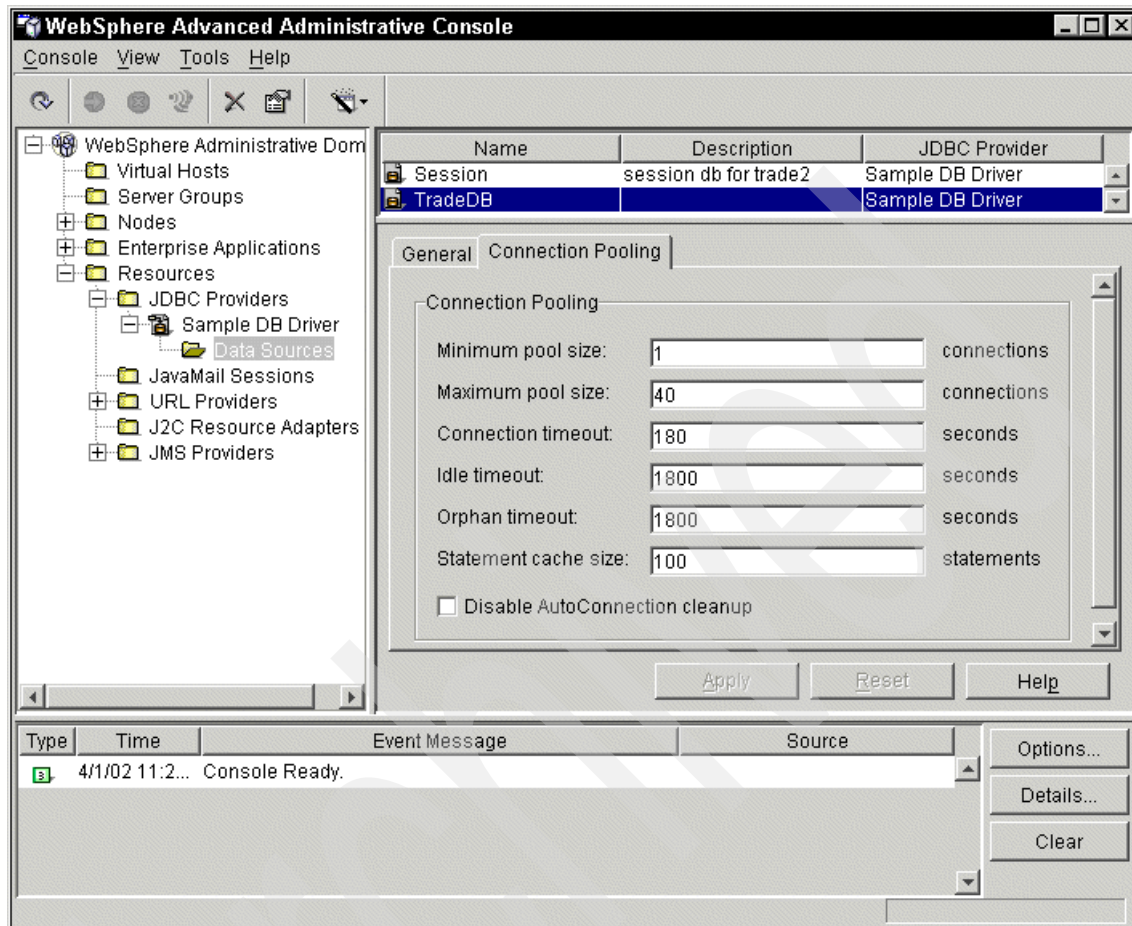 WebSphere Advanced Administrative Console
Console View Tools Help
WebSphere Administrative Dom
Virtual Hosts
Server Groups
Nodes
Enterprise Applications
Resources
JDBC Providers
Sample DB Driver
Data Sources
JavaMail Sessions
URL Providers
J2C Resource Adapters
JMS Providers
Name Description JDBC Provider
Session session db for trade2 Sample DB Driver
TradeDB Sample DB Driver
General Connection Pooling
Connection Pooling
Minimum pool size: 1 connections
Maximum pool size: 40 connections
Connection timeout: 180 seconds
Idle timeout: 1800 seconds
Orphan timeout: 1800 seconds
Statement cache size: 100 statements
Disable AutoConnection cleanup
Apply Reset Help
Type Time Event Message Source
3 4/1/02 11:2... Console Ready.
Options...
Details...
Clear